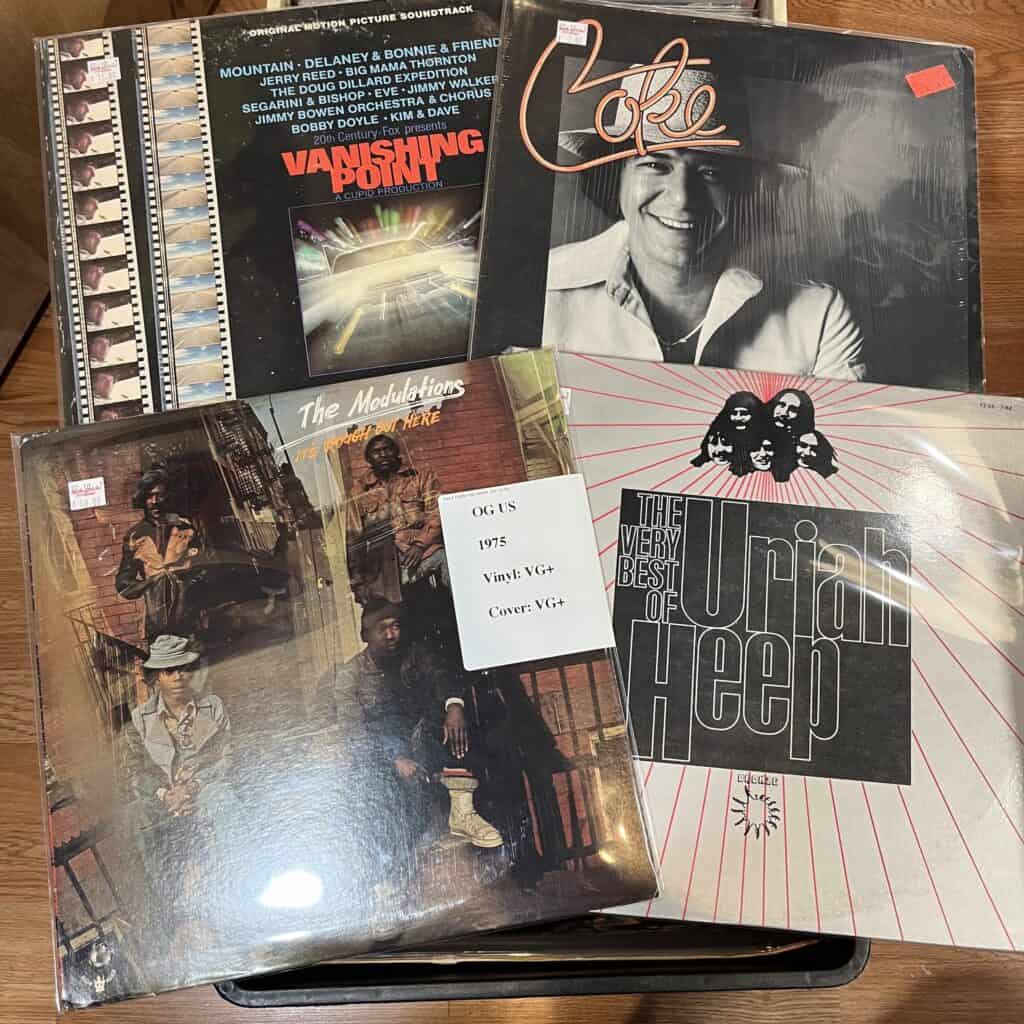 ORIGINAL MOTION PICTURE SOUNDTRACK
MOUNTAIN · DELANEY & BONNIE & FRIEND
JERRY REED · BIG MAMA THORNTON
THE DOUG DILLARD EXPEDITION
SEGARINI & BISHOP · EVE · JIMMY WALKER
JIMMY BOWEN ORCHESTRA & CHORUS
BOBBY DOYLE · KIM & DAVE
20th Century-Fox presents
VANISHING
POINT
A CUPID PRODUCTION
Coke
The Modulations
IT'S ROUGH OUT HERE
OG US
1975
Vinyl: VG+
Cover: VG+
THE
VERY
BEST
OF
Uriah
Heep
BRONZE